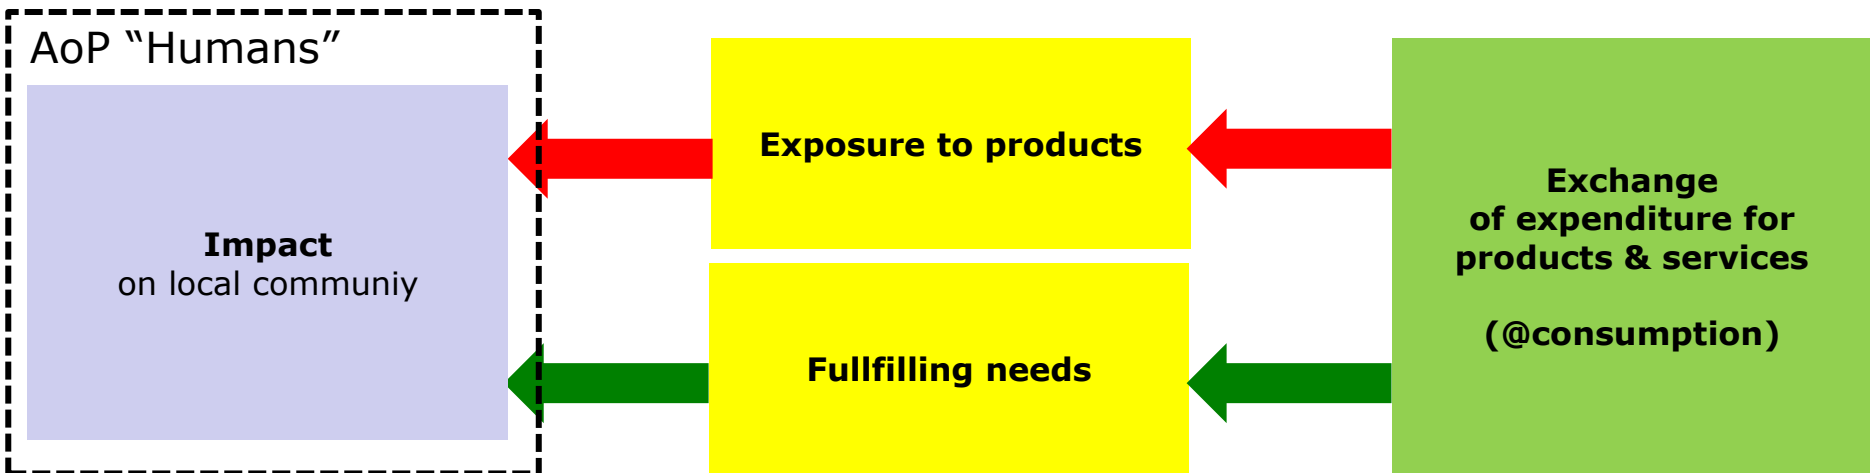 AoP “Humans”
Impact
on local communiy
Exposure to products
Fullfilling needs
Exchange
of expenditure for
products & services
(@consumption)